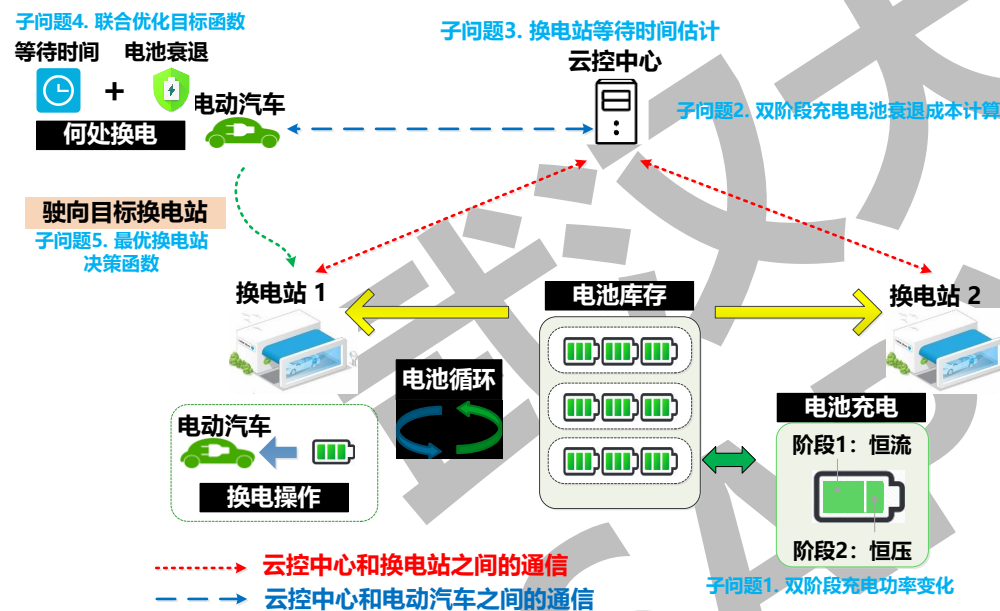 子问题4. 联合优化目标函数
等待时间 电池衰退
+
电动汽车
何处换电
子问题3. 换电站等待时间估计
云控中心
子问题2. 双阶段充电电池衰退成本计算
驶向目标换电站
子问题5. 最优换电站
决策函数
换电站 1
电池库存
换电站 2
电池循环
电动汽车
换电操作
电池充电
阶段1：恒流
阶段2：恒压
子问题1. 双阶段充电功率变化
云控中心和换电站之间的通信
云控中心和电动汽车之间的通信